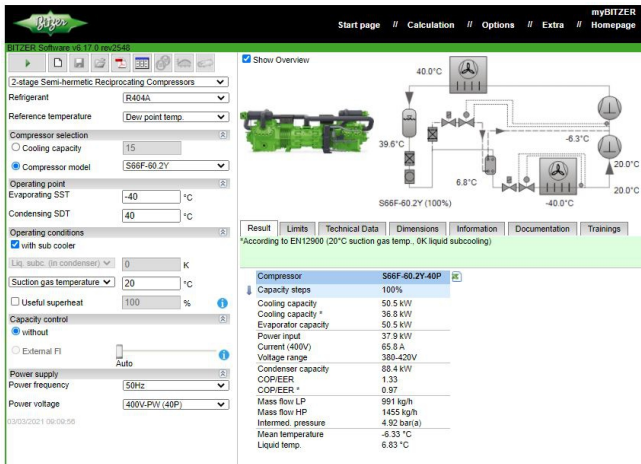 Bitzer
myBITZER
Start page // Calculation // Options // Extra // Homepage
BITZER Software v6.17.0 rev2548
2-stage Semi-hermetic Reciprocating Compressors
Refrigerant R404A
Reference temperature Dew point temp.
Compressor selection
Cooling capacity 15
Compressor model S66F-60.2Y
Operating point
Evaporating SST -40 °C
Condensing SDT 40 °C
Operating conditions
with sub cooler
Liq. subc. (in condenser) 0 K
Suction gas temperature 20 °C
Useful superheat 100 % i
Capacity control
without
External FI
Auto i
Power supply
Power frequency 50Hz
Power voltage 400V-PW (40P)
03/03/2021 09:09:56
Show Overview
40.0°C
39.6°C
-6.3°C
20.0°C
6.8°C
20.0°C
-40.0°C
S66F-60.2Y (100%)
Result Limits Technical Data Dimensions Information Documentation Trainings
*According to EN12900 (20°C suction gas temp., 0K liquid subcooling)
Compressor S66F-60.2Y-40P
Capacity steps 100%
Cooling capacity 50.5 kW
Cooling capacity * 36.8 kW
Evaporator capacity 50.5 kW
Power input 37.9 kW
Current (400V) 65.8 A
Voltage range 380-420V
Condenser capacity 88.4 kW
COP/EER 1.33
COP/EER * 0.97
Mass flow LP 991 kg/h
Mass flow HP 1455 kg/h
Intermed. pressure 4.92 bar(a)
Mean temperature -6.33 °C
Liquid temp. 6.83 °C